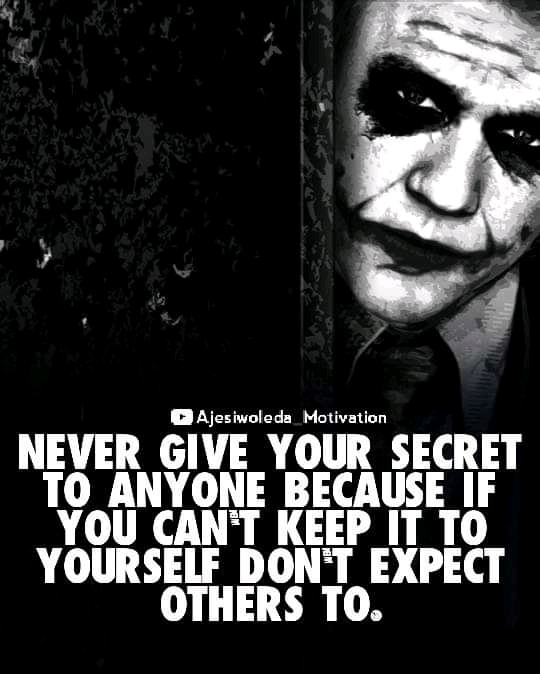 Ajesiwoleda_Motivation
NEVER GIVE YOUR SECRET
TO ANYONE BECAUSE IF
YOU CAN'T KEEP IT TO
YOURSELF DON'T EXPECT
OTHERS TO.